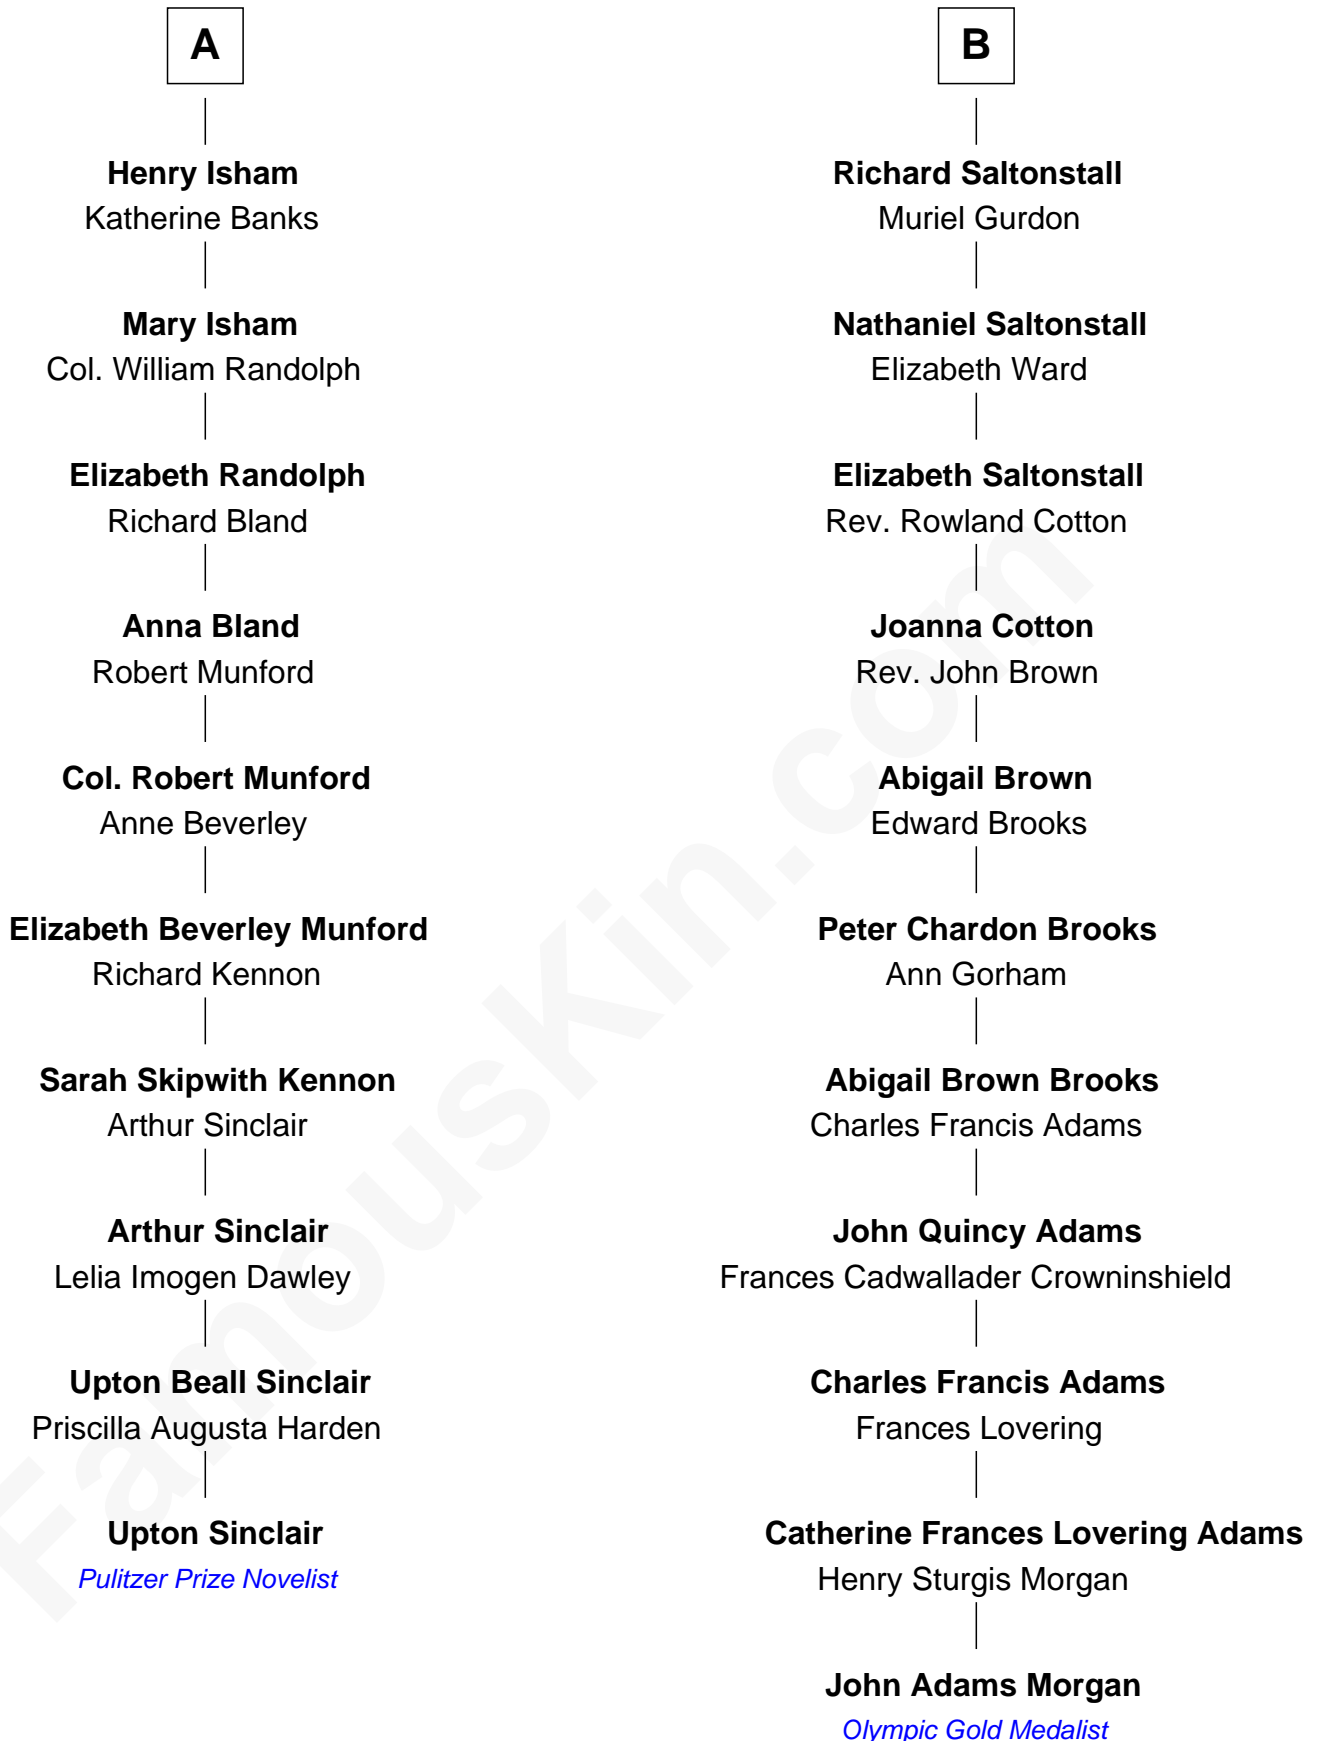 A
Henry Isham
Katherine Banks
Mary Isham
Col. William Randolph
Elizabeth Randolph
Richard Bland
Anna Bland
Robert Munford
Col. Robert Munford
Anne Beverley
Elizabeth Beverley Munford
Richard Kennon
Sarah Skipwith Kennon
Arthur Sinclair
Arthur Sinclair
Lelia Imogen Dawley
Upton Beall Sinclair
Priscilla Augusta Harden
Upton Sinclair
Pulitzer Prize Novelist
B
Richard Saltonstall
Muriel Gurdon
Nathaniel Saltonstall
Elizabeth Ward
Elizabeth Saltonstall
Rev. Rowland Cotton
Joanna Cotton
Rev. John Brown
Abigail Brown
Edward Brooks
Peter Chardon Brooks
Ann Gorham
Abigail Brown Brooks
Charles Francis Adams
John Quincy Adams
Frances Cadwallader Crowninshield
Charles Francis Adams
Frances Lovering
Catherine Frances Lovering Adams
Henry Sturgis Morgan
John Adams Morgan
Olympic Gold Medalist
FamousKin.com